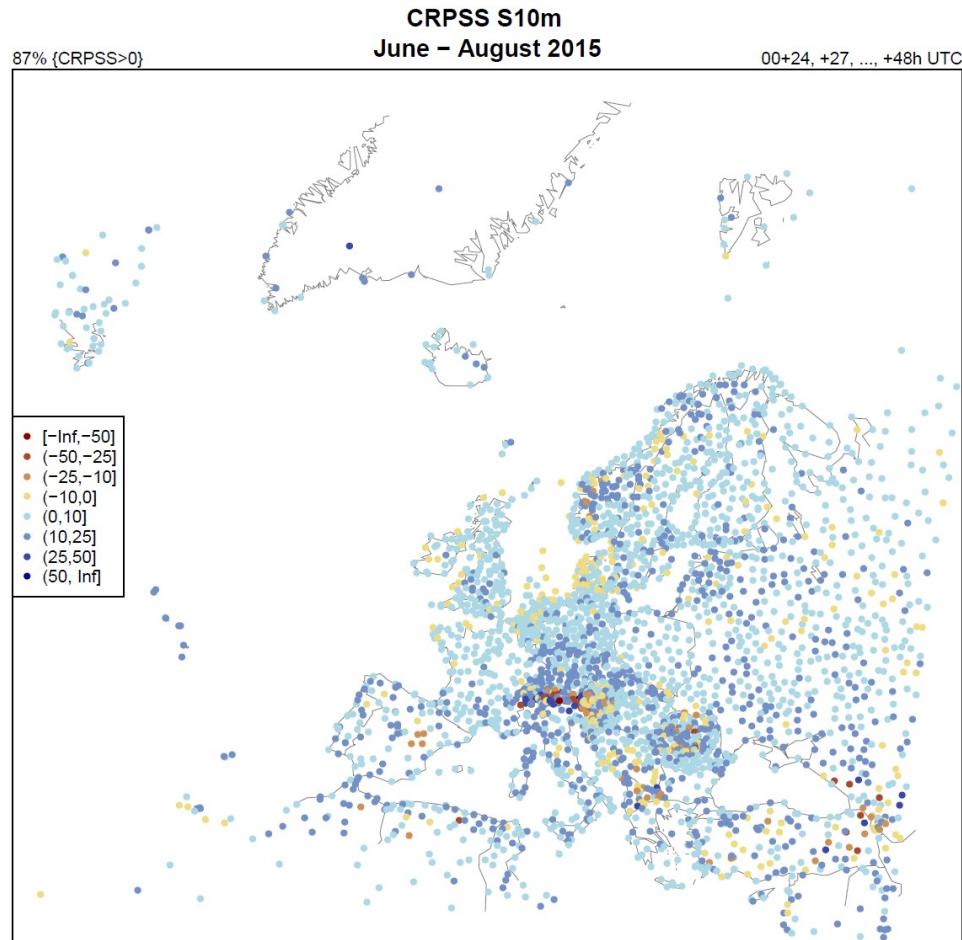 CRPSS S10m
June − August 2015
87% {CRPSS>0}
00+24, +27, ..., +48h UTC
[−Inf,−50]
(−50,−25]
(−25,−10]
(−10,0]
(0,10]
(10,25]
(25,50]
(50, Inf]